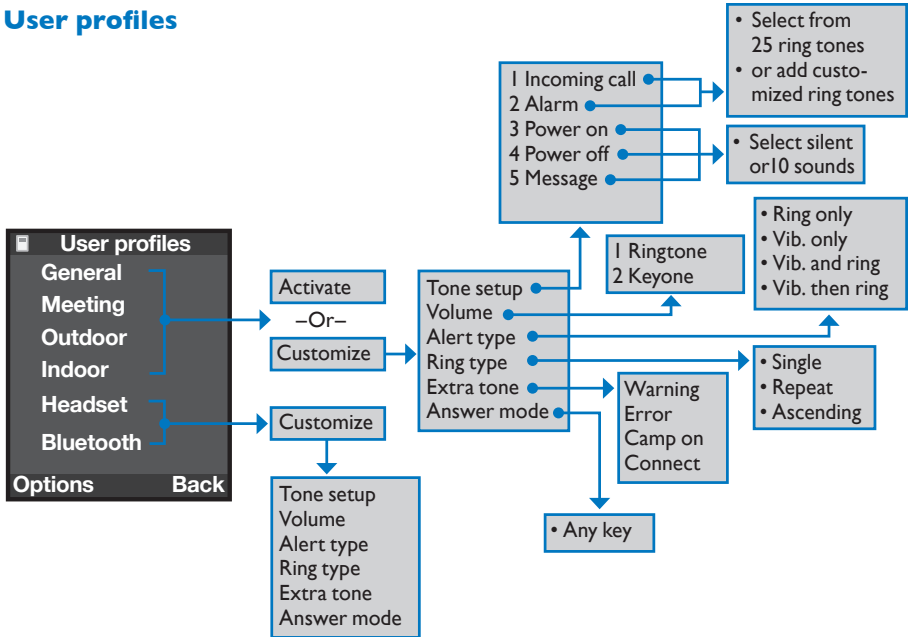 User profiles
• Select from
25 ring tones
• or add custo-
mized ring tones
1 Incoming call
2 Alarm
3 Power on
4 Power off
5 Message
• Select silent
or10 sounds
• Ring only
• Vib. only
• Vib. and ring
• Vib. then ring
1 Ringtone
2 Keyone
User profiles
General
Meeting
Outdoor
Indoor
Headset
Bluetooth
Options Back
Activate
–Or–
Customize
Tone setup
Volume
Alert type
Ring type
Extra tone
Answer mode
• Single
• Repeat
• Ascending
Warning
Error
Camp on
Connect
• Any key
Customize
Tone setup
Volume
Alert type
Ring type
Extra tone
Answer mode